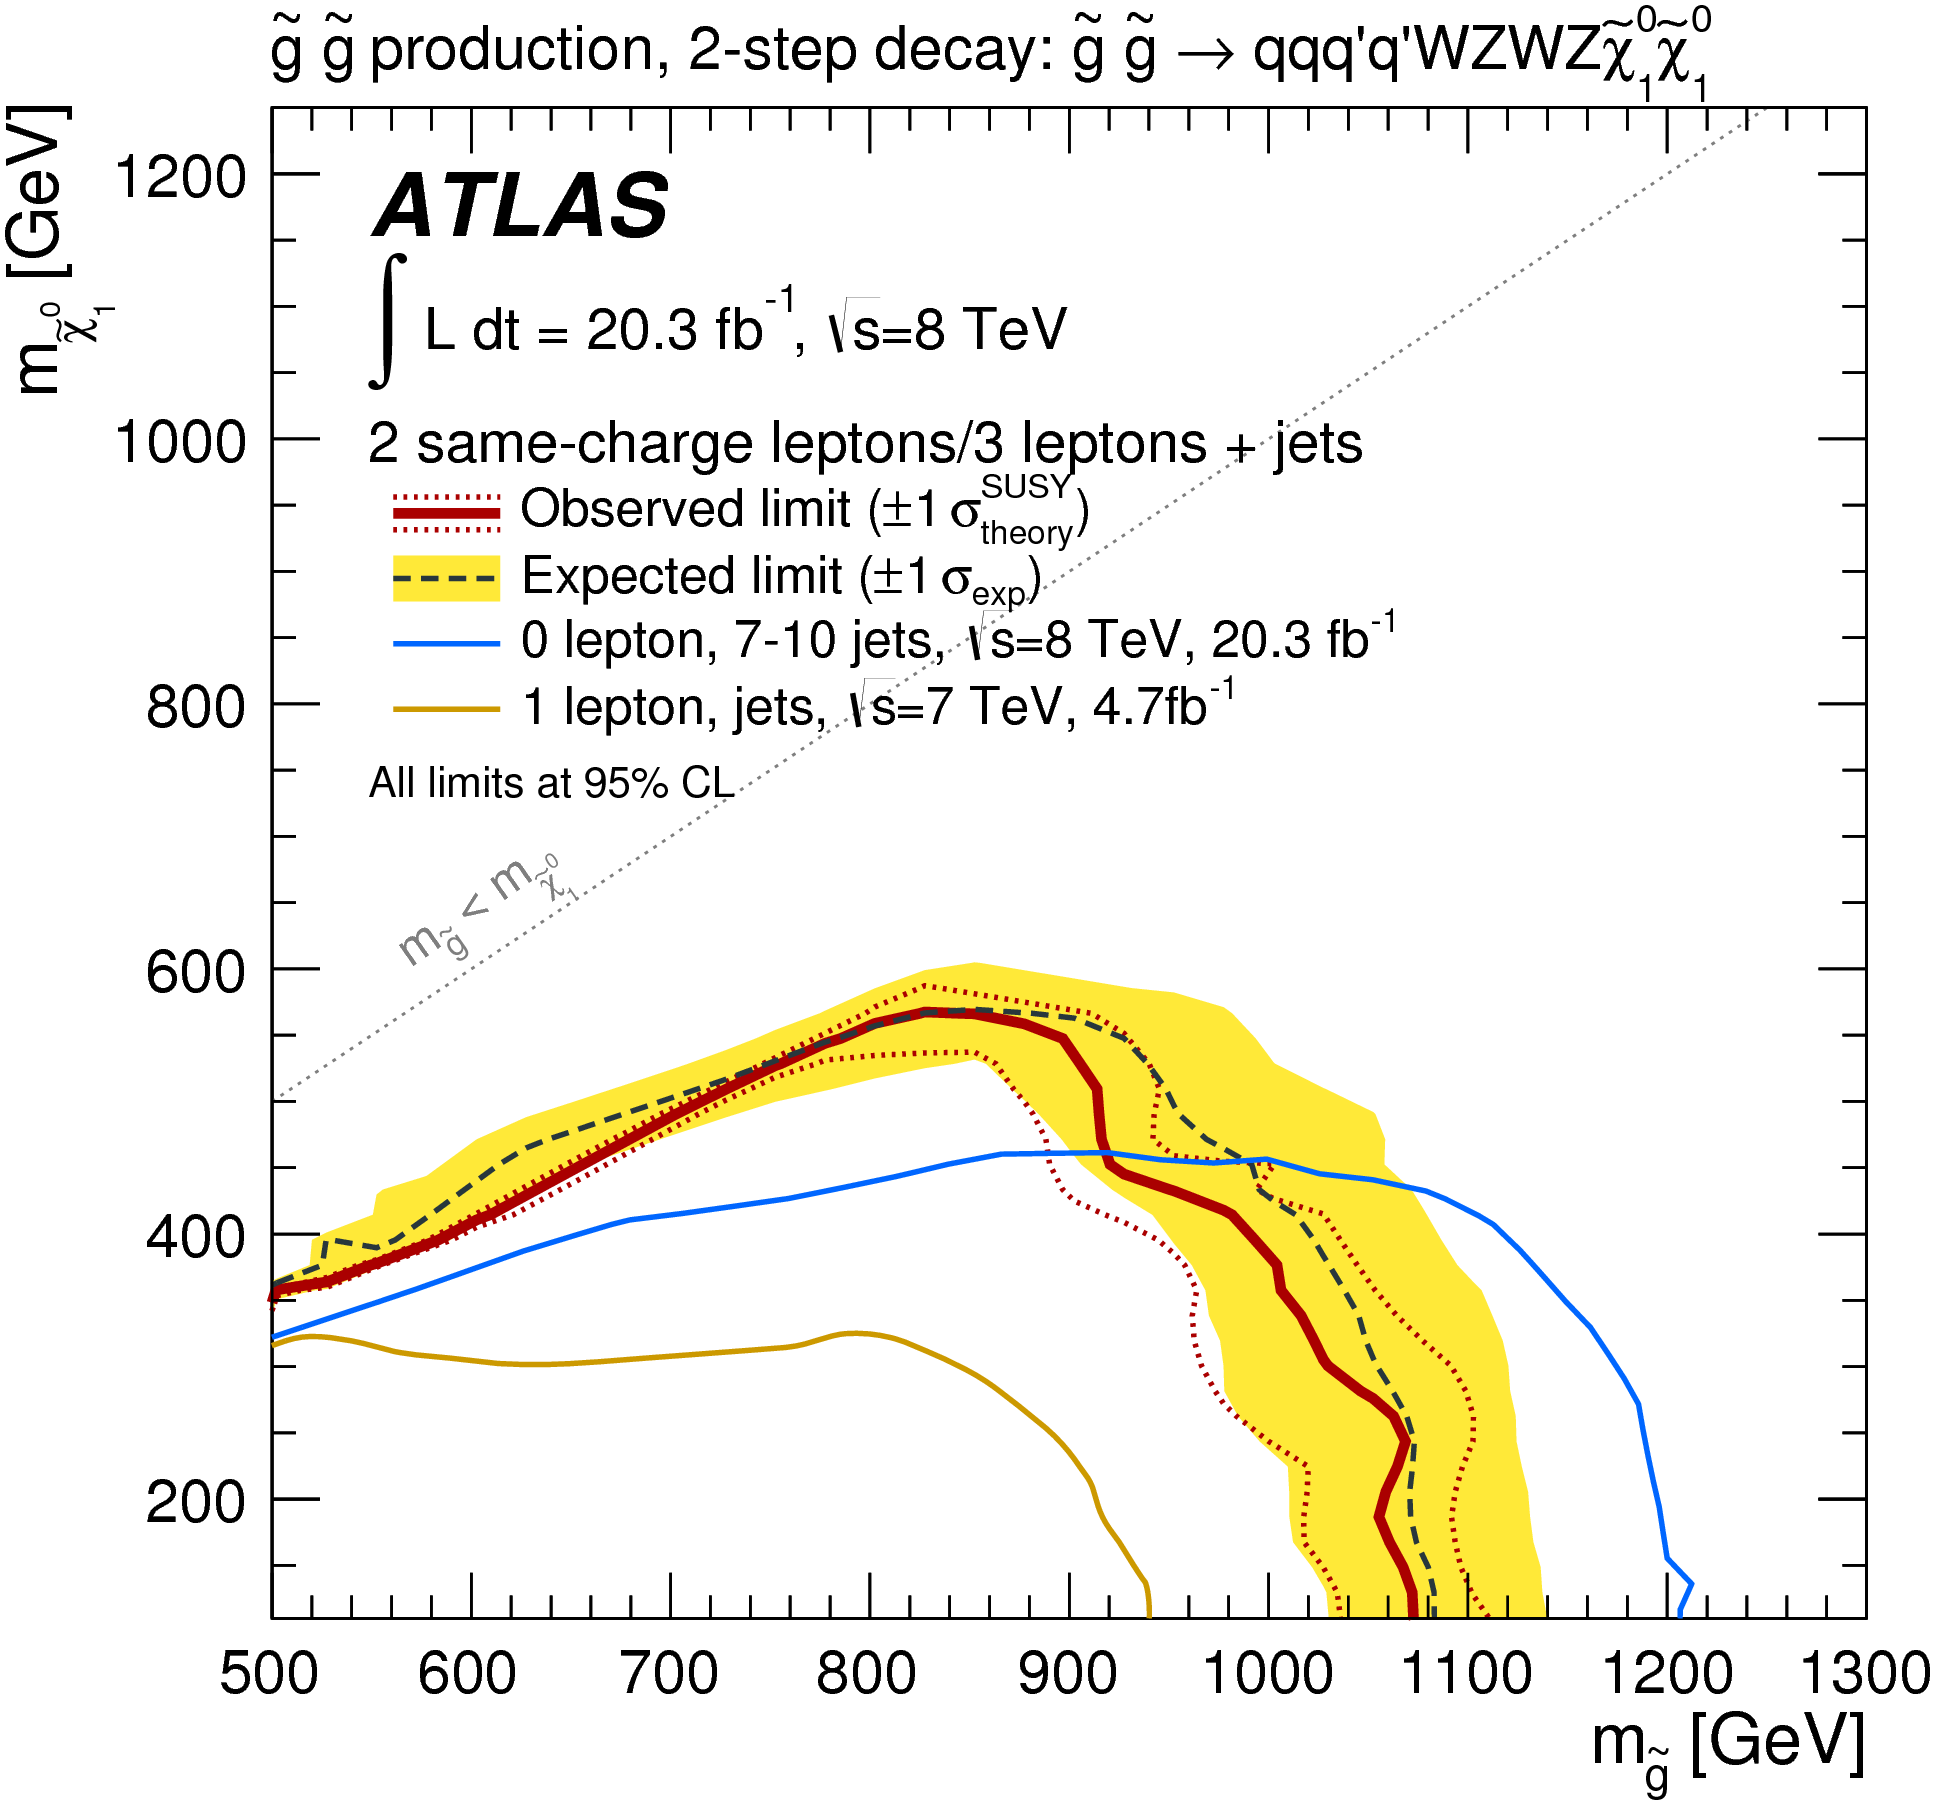 g̃ g̃ production, 2-step decay: g̃ g̃ → qqq'q'WZWZχ̃⁰₁χ̃⁰₁
m_χ̃⁰₁ [GeV]
ATLAS
∫ L dt = 20.3 fb⁻¹, √s=8 TeV
2 same-charge leptons/3 leptons + jets
Observed limit (±1 σ^SUSY_theory)
Expected limit (±1 σ_exp)
0 lepton, 7-10 jets, √s=8 TeV, 20.3 fb⁻¹
1 lepton, jets, √s=7 TeV, 4.7fb⁻¹
All limits at 95% CL
m_g̃ < m_χ̃⁰₁
1200
1000
800
600
400
200
500 600 700 800 900 1000 1100 1200 1300
m_g̃ [GeV]